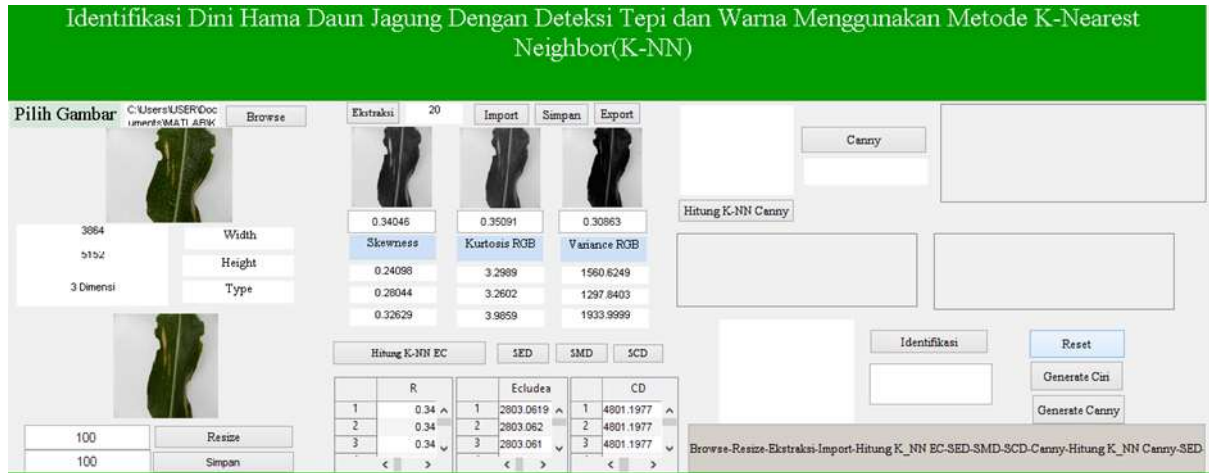 Identifikasi Dini Hama Daun Jagung Dengan Deteksi Tepi dan Warna Menggunakan Metode K-Nearest
Neighbor(K-NN)
Pilih Gambar
C:\Users\USER\Doc
uments\MATLAB\K
Browse
3864
Width
5152
Height
3 Dimensi
Type
100
Resize
100
Simpan
Ekstraksi
20
Import
Simpan
Export
0.34046
0.35091
0.30863
Skewness
Kurtosis RGB
Variance RGB
0.24098
3.2989
1560.6249
0.28044
3.2602
1297.8403
0.32629
3.9859
1933.9999
Hitung K-NN EC
SED
SMD
SCD
R
1 0.34
2 0.34
3 0.34
Ecludea
1 2803.0619
2 2803.062
3 2803.061
CD
1 4801.1977
2 4801.1977
3 4801.1977
Canny
Hitung K-NN Canny
Identifikasi
Reset
Generate Ciri
Generate Canny
Browse-Resize-Ekstraksi-Import-Hitung K_NN EC-SED-SMD-SCD-Canny-Hitung K_NN Canny-SED